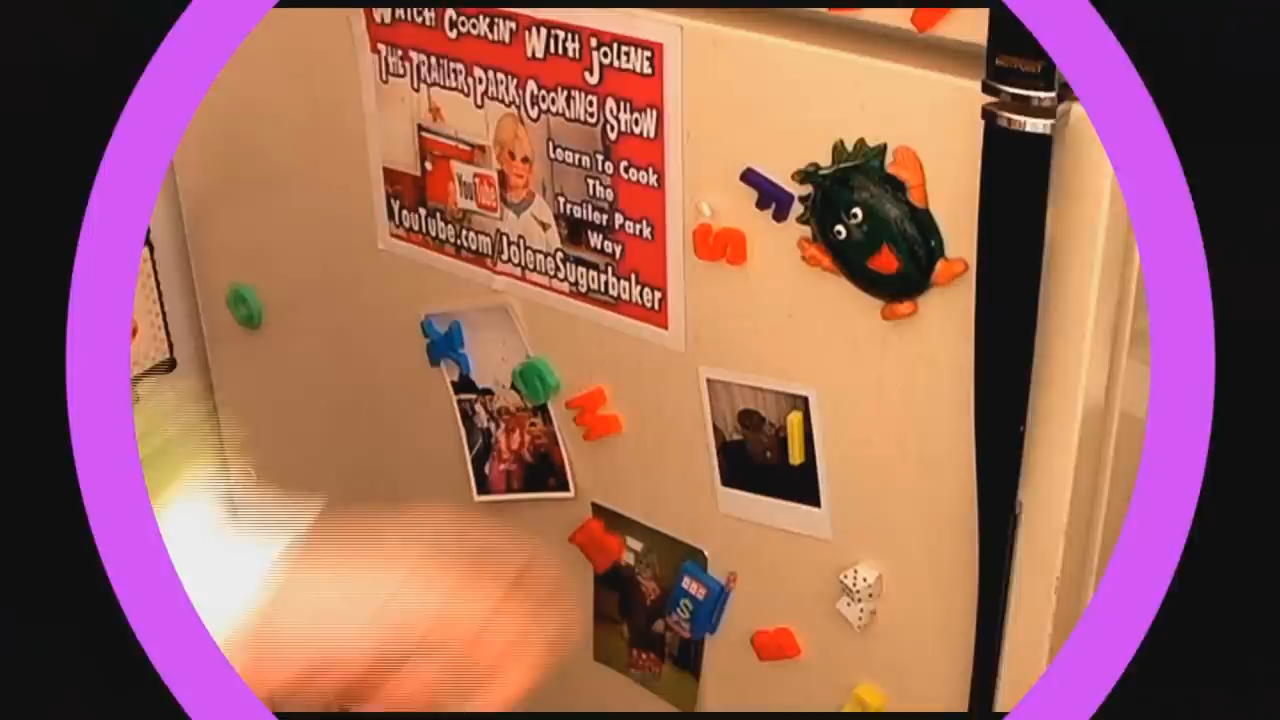 WATCH COOKIN' WITH JOLENE
THE TRAILER PARK COOKING SHOW
Learn To Cook
The
Trailer Park
Way
YouTube
YouTube.com/JoleneSugarbaker
F
S
O
X
M
$